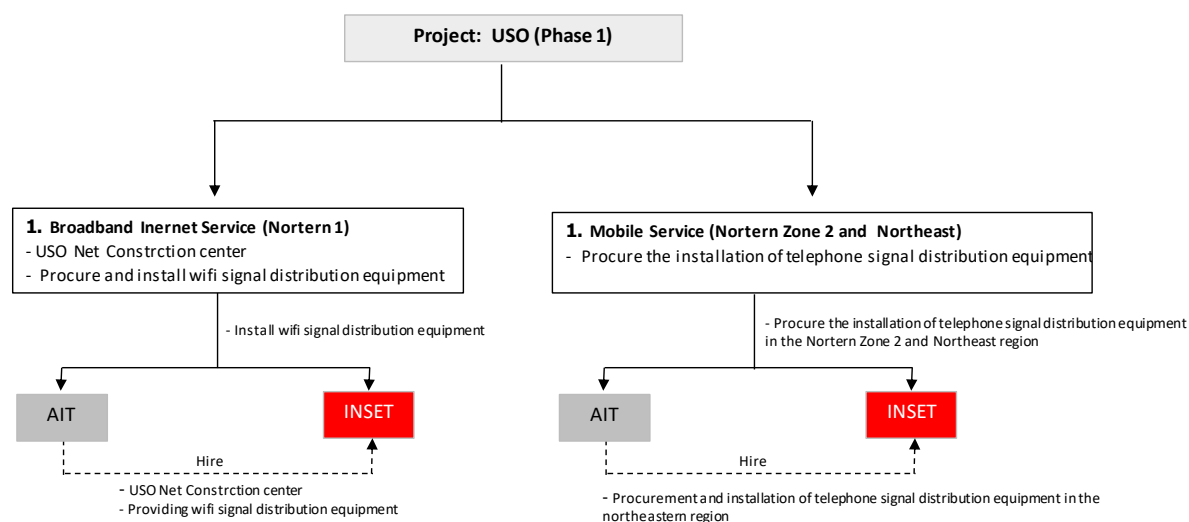 Project: USO (Phase 1)
1. Broadband Inernet Service (Nortern 1)
- USO Net Constrction center
- Procure and install wifi signal distribution equipment
1. Mobile Service (Nortern Zone 2 and Northeast)
- Procure the installation of telephone signal distribution equipment
- Install wifi signal distribution equipment
- Procure the installation of telephone signal distribution equipment
in the Nortern Zone 2 and Northeast region
AIT
INSET
AIT
INSET
Hire
- USO Net Constrction center
- Providing wifi signal distribution equipment
Hire
- Procurement and installation of telephone signal distribution equipment in the
northeastern region